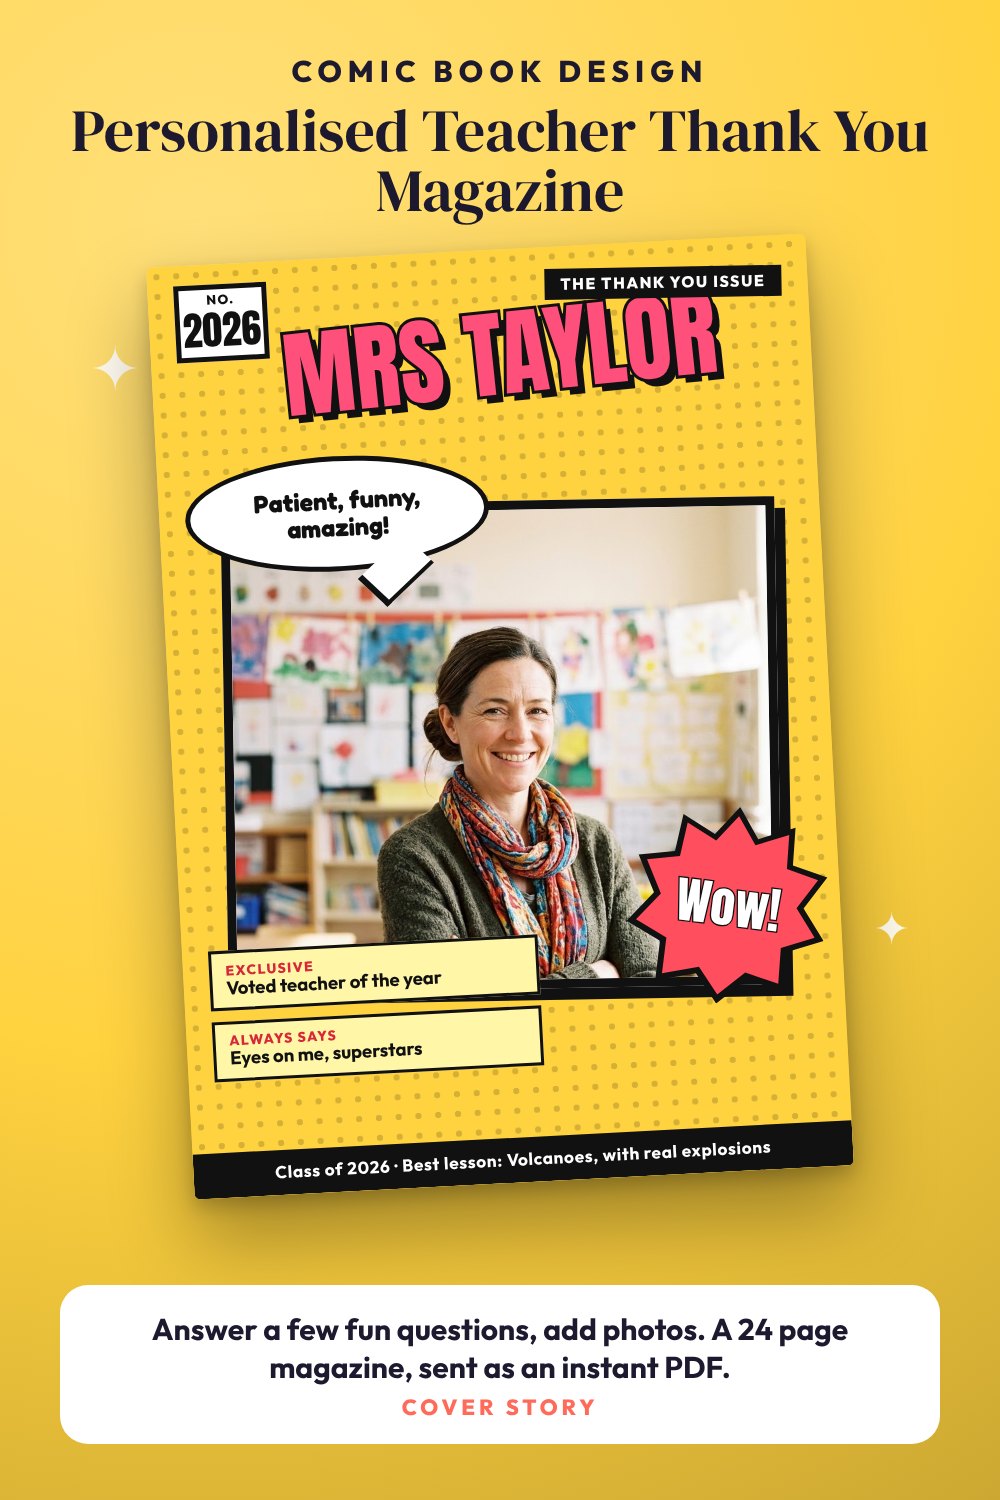 COMIC BOOK DESIGN
Personalised Teacher Thank You
Magazine
THE THANK YOU ISSUE
NO.
2026
MRS TAYLOR
Patient, funny,
amazing!
Wow!
EXCLUSIVE
Voted teacher of the year
ALWAYS SAYS
Eyes on me, superstars
Class of 2026 · Best lesson: Volcanoes, with real explosions
Answer a few fun questions, add photos. A 24 page
magazine, sent as an instant PDF.
COVER STORY